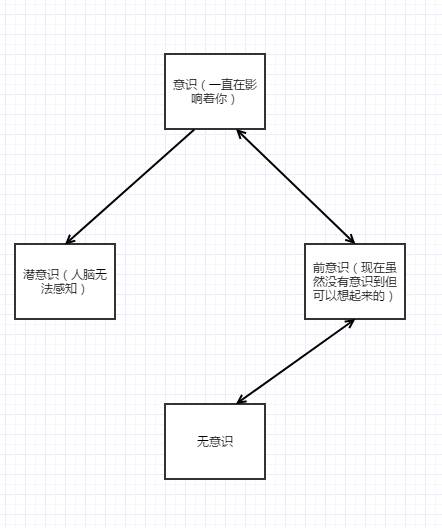 意识（一直在影
响着你）
潜意识（人脑无
法感知）
前意识（现在虽
然没有意识到但
可以想起来的）
无意识